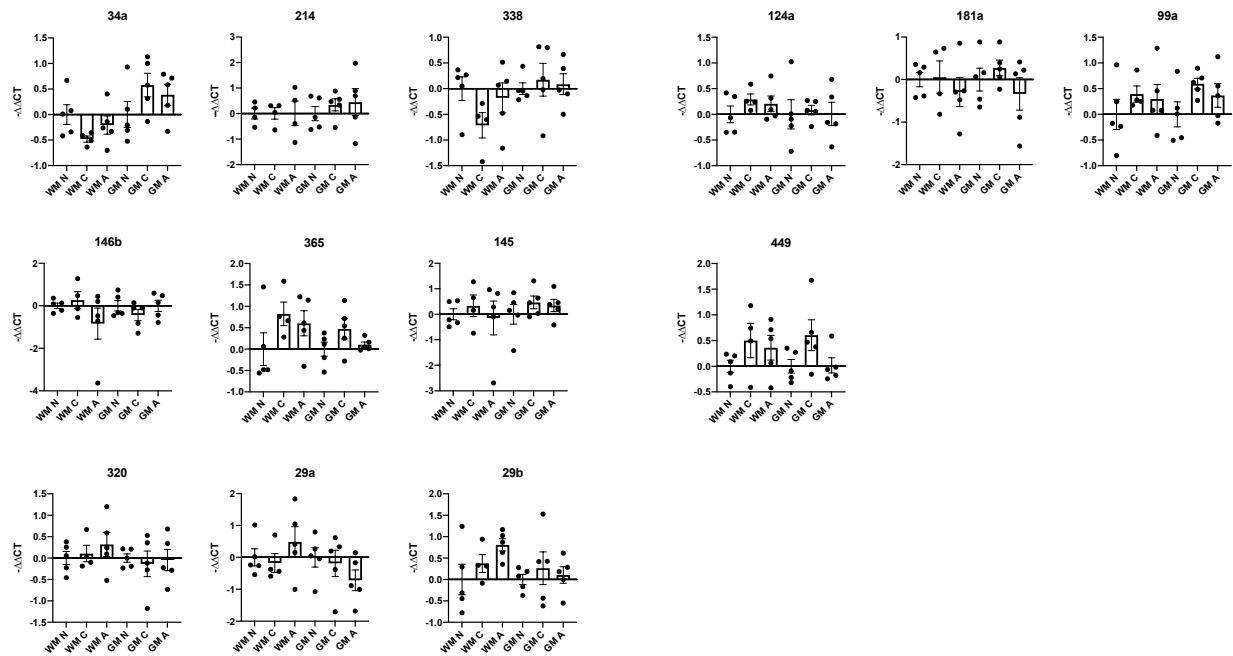 34a
-ΔΔCT
1.5
1.0
0.5
0.0
-0.5
-1.0
WM N
WM C
WM A
GM N
GM C
GM A
214
–ΔΔCT
3
2
1
0
-1
-2
WM N
WM C
WM A
GM N
GM C
GM A
338
-ΔΔCT
1.0
0.5
0.0
-0.5
-1.0
-1.5
WM N
WM C
WM A
GM N
GM C
GM A
124a
-ΔΔCT
1.5
1.0
0.5
0.0
-0.5
-1.0
WM N
WM C
WM A
GM N
GM C
GM A
181a
-ΔΔCT
1
0
-1
-2
WM N
WM C
WM A
GM N
GM C
GM A
99a
-ΔΔCT
1.5
1.0
0.5
0.0
-0.5
-1.0
WM N
WM C
WM A
GM N
GM C
GM A
146b
-ΔΔCT
2
0
-2
-4
WM N
WM C
WM A
GM N
GM C
GM A
365
-ΔΔCT
2.0
1.5
1.0
0.5
0.0
-0.5
-1.0
WM N
WM C
WM A
GM N
GM C
GM A
145
-ΔΔCT
2
1
0
-1
-2
-3
WM N
WM C
WM A
GM N
GM C
GM A
449
-ΔΔCT
2.0
1.5
1.0
0.5
0.0
-0.5
WM N
WM C
WM A
GM N
GM C
GM A
320
-ΔΔCT
1.5
1.0
0.5
0.0
-0.5
-1.0
-1.5
WM N
WM C
WM A
GM N
GM C
GM A
29a
-ΔΔCT
2
1
0
-1
-2
WM N
WM C
WM A
GM N
GM C
GM A
29b
-ΔΔCT
2.0
1.5
1.0
0.5
0.0
-0.5
-1.0
WM N
WM C
WM A
GM N
GM C
GM A